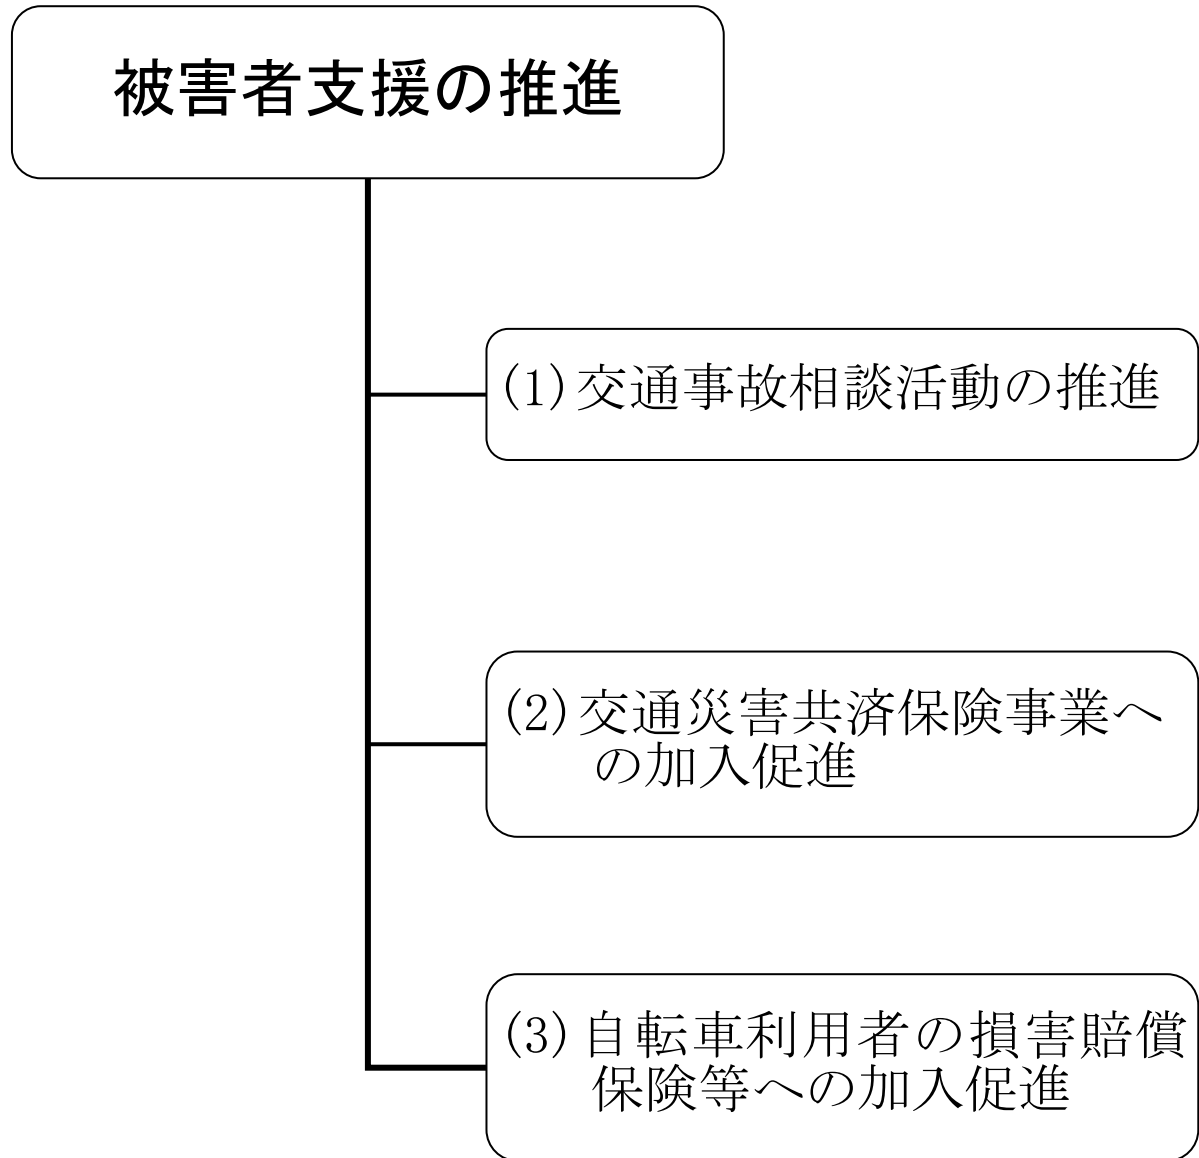 被害者支援の推進
(1)交通事故相談活動の推進
(2)交通災害共済保険事業へ
の加入促進
(3)自転車利用者の損害賠償
保険等への加入促進